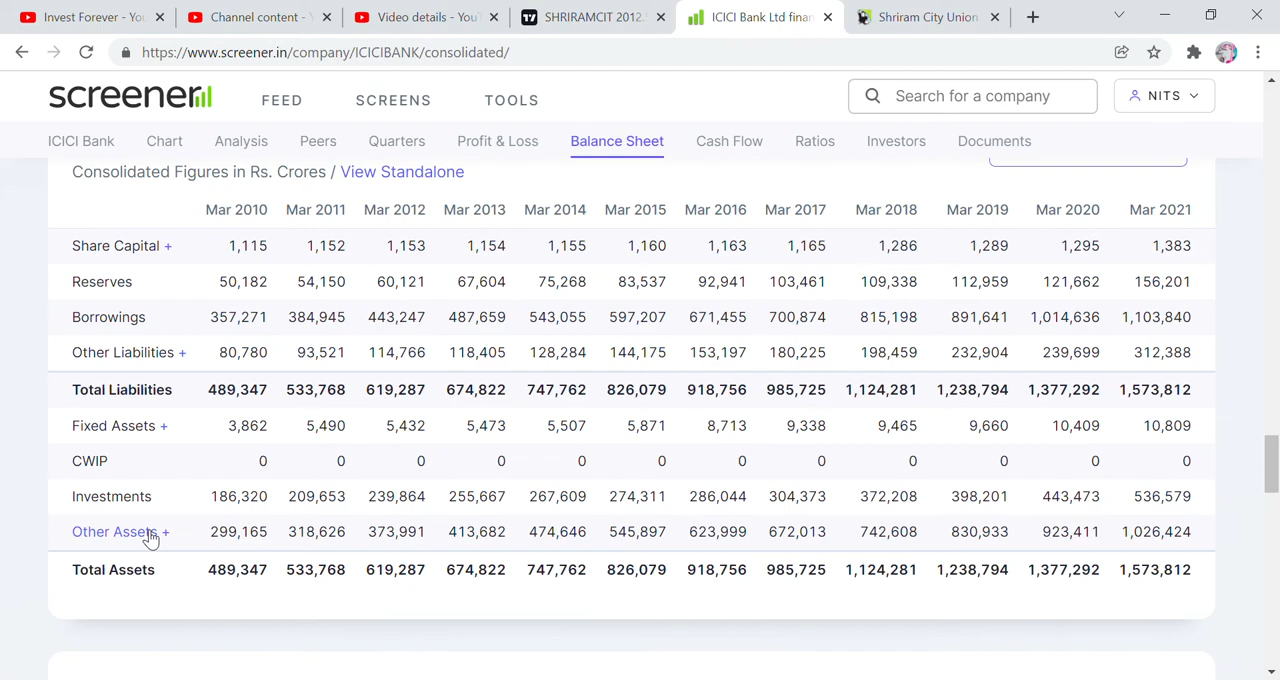 Invest Forever - You
Channel content - Y
Video details - YouT
SHRIRAMCIT 2012.
ICICI Bank Ltd finan
Shriram City Union
https://www.screener.in/company/ICICIBANK/consolidated/
screener
FEED
SCREENS
TOOLS
Search for a company
NITS
ICICI Bank
Chart
Analysis
Peers
Quarters
Profit & Loss
Balance Sheet
Cash Flow
Ratios
Investors
Documents
Consolidated Figures in Rs. Crores / View Standalone
Mar 2010 Mar 2011 Mar 2012 Mar 2013 Mar 2014 Mar 2015 Mar 2016 Mar 2017 Mar 2018 Mar 2019 Mar 2020 Mar 2021
Share Capital + 1,115 1,152 1,153 1,154 1,155 1,160 1,163 1,165 1,286 1,289 1,295 1,383
Reserves 50,182 54,150 60,121 67,604 75,268 83,537 92,941 103,461 109,338 112,959 121,662 156,201
Borrowings 357,271 384,945 443,247 487,659 543,055 597,207 671,455 700,874 815,198 891,641 1,014,636 1,103,840
Other Liabilities + 80,780 93,521 114,766 118,405 128,284 144,175 153,197 180,225 198,459 232,904 239,699 312,388
Total Liabilities 489,347 533,768 619,287 674,822 747,762 826,079 918,756 985,725 1,124,281 1,238,794 1,377,292 1,573,812
Fixed Assets + 3,862 5,490 5,432 5,473 5,507 5,871 8,713 9,338 9,465 9,660 10,409 10,809
CWIP 0 0 0 0 0 0 0 0 0 0 0 0
Investments 186,320 209,653 239,864 255,667 267,609 274,311 286,044 304,373 372,208 398,201 443,473 536,579
Other Assets + 299,165 318,626 373,991 413,682 474,646 545,897 623,999 672,013 742,608 830,933 923,411 1,026,424
Total Assets 489,347 533,768 619,287 674,822 747,762 826,079 918,756 985,725 1,124,281 1,238,794 1,377,292 1,573,812